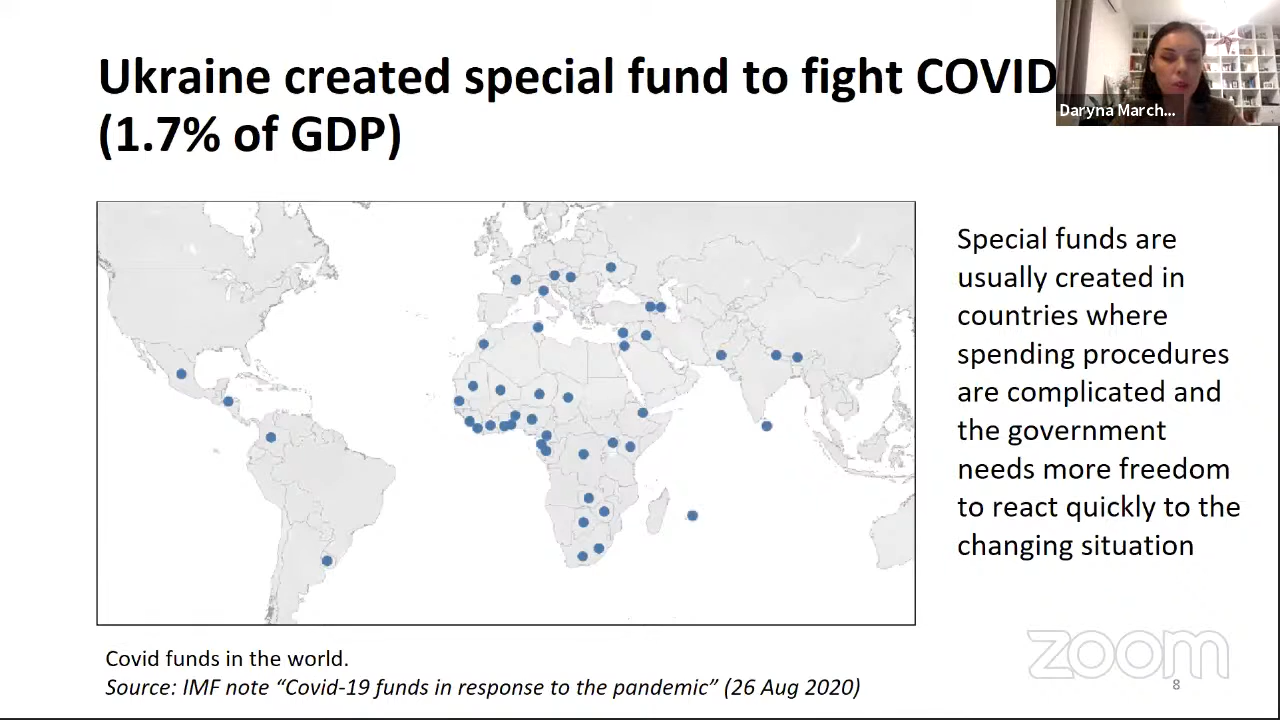 Ukraine created special fund to fight COVID
(1.7% of GDP)
Daryna March...
Special funds are
usually created in
countries where
spending procedures
are complicated and
the government
needs more freedom
to react quickly to the
changing situation
Covid funds in the world.
Source: IMF note “Covid-19 funds in response to the pandemic” (26 Aug 2020)
zoom
8